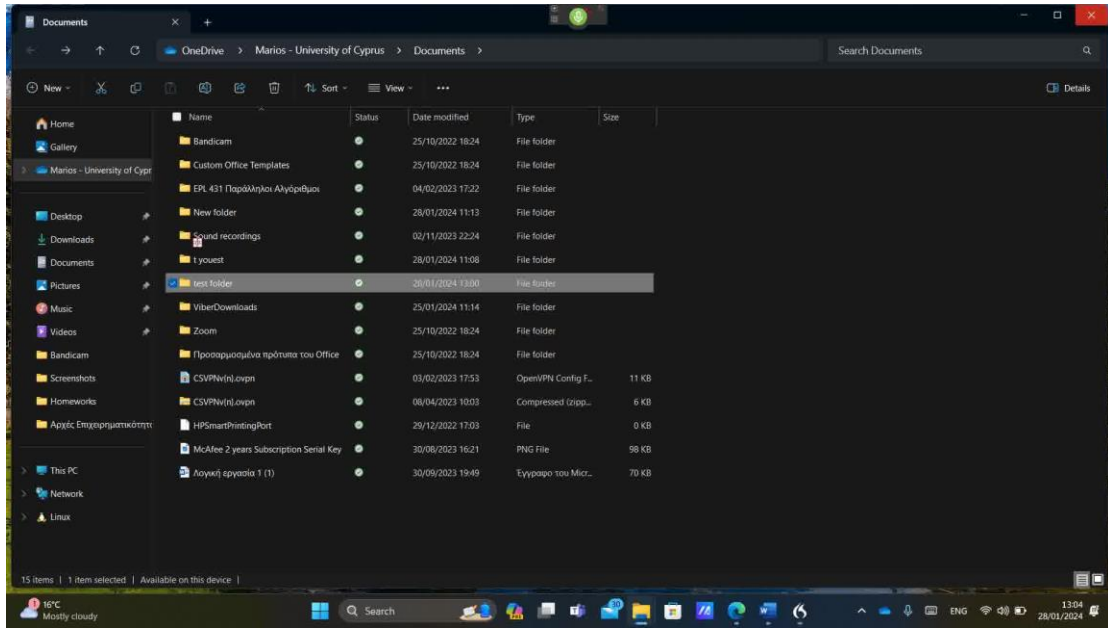 Documents
OneDrive > Marios - University of Cyprus > Documents >
Search Documents
New
Sort
View
Details
Name Status Date modified Type Size
Home
Gallery
Marios - University of Cypr
Desktop
Downloads
Documents
Pictures
Music
Videos
Bandicam
Screenshots
Homeworks
Αρχές Επιχειρηματικότητα
This PC
Network
Linux
Bandicam 25/10/2022 18:24 File folder
Custom Office Templates 25/10/2022 18:24 File folder
EPL 431 Παράλληλοι Αλγόριθμοι 04/02/2023 17:22 File folder
New folder 28/01/2024 11:13 File folder
Sound recordings 02/11/2023 22:24 File folder
t youest 28/01/2024 11:08 File folder
test folder 28/01/2024 13:00 File folder
ViberDownloads 25/01/2024 11:14 File folder
Zoom 25/10/2022 18:24 File folder
Προσαρμοσμένα πρότυπα του Office 25/10/2022 18:24 File folder
CSVPNv(n).ovpn 03/02/2023 17:53 OpenVPN Config F... 11 KB
CSVPNv(n).ovpn 08/04/2023 10:03 Compressed (zipp... 6 KB
HPSmartPrintingPort 29/12/2022 17:03 File 0 KB
McAfee 2 years Subscription Serial Key 30/08/2023 16:21 PNG File 98 KB
Λογική εργασία 1 (1) 30/09/2023 19:49 Έγγραφο του Micr... 70 KB
15 items | 1 item selected | Available on this device |
1
16°C
Mostly cloudy
Search
30
ENG
13:04
28/01/2024